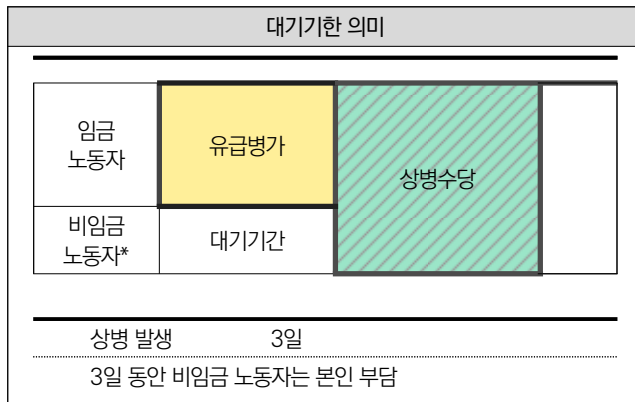 대기기한 의미
임금
노동자
유급병가
상병수당
비임금
노동자*
대기기간
상병 발생 3일
3일 동안 비임금 노동자는 본인 부담